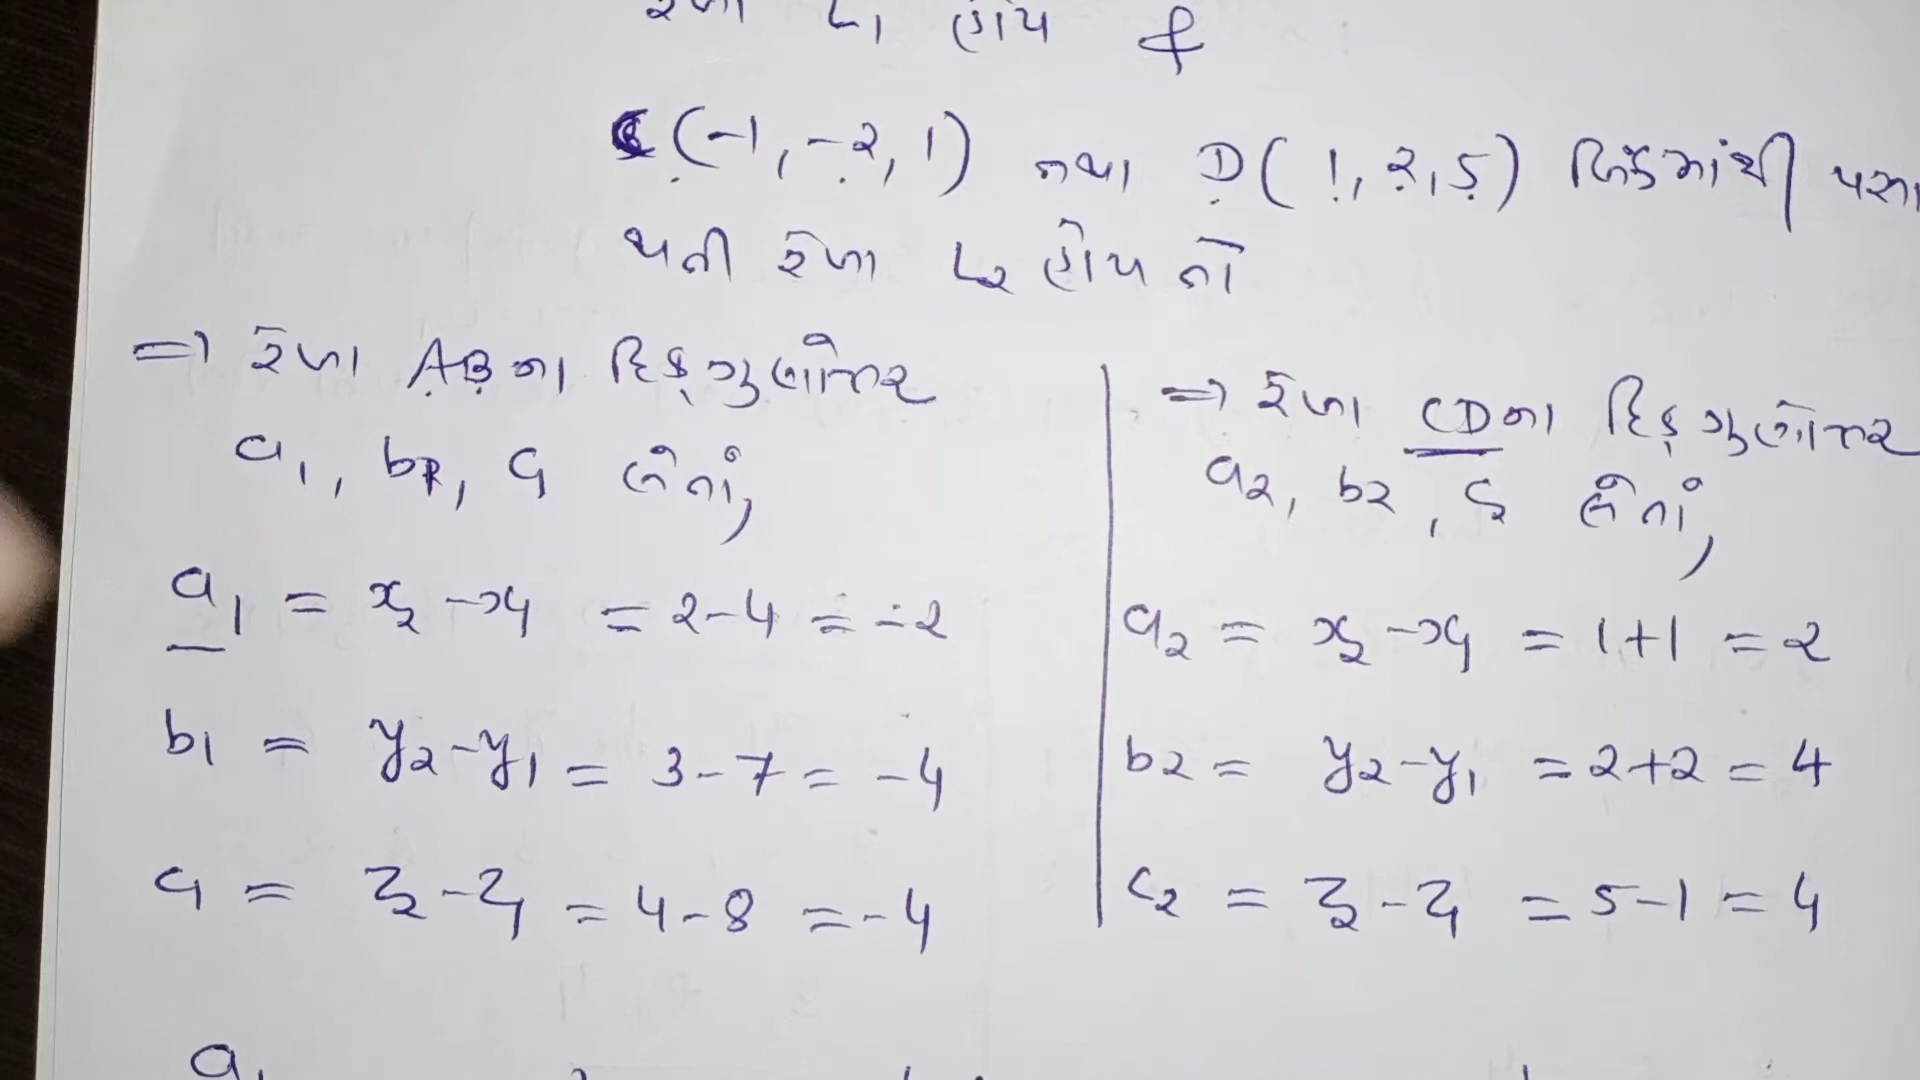 રેખા L₁ હોય &
C(-1, -2, 1) તથા D(1, 2, 5) બિંદુમાંથી પસા
થતી રેખા L₂ હોય તો
⇒ રેખા AB ના દિક્ગુણોત્તર
a₁, b₁, c₁ લેતાં,
a₁ = x₂ - x₁ = 2 - 4 = -2
b₁ = y₂ - y₁ = 3 - 7 = -4
c₁ = z₂ - z₁ = 4 - 8 = -4
⇒ રેખા CD ના દિક્ગુણોત્તર
a₂, b₂, c₂ લેતાં,
a₂ = x₂ - x₁ = 1 + 1 = 2
b₂ = y₂ - y₁ = 2 + 2 = 4
c₂ = z₂ - z₁ = 5 - 1 = 4
a₁